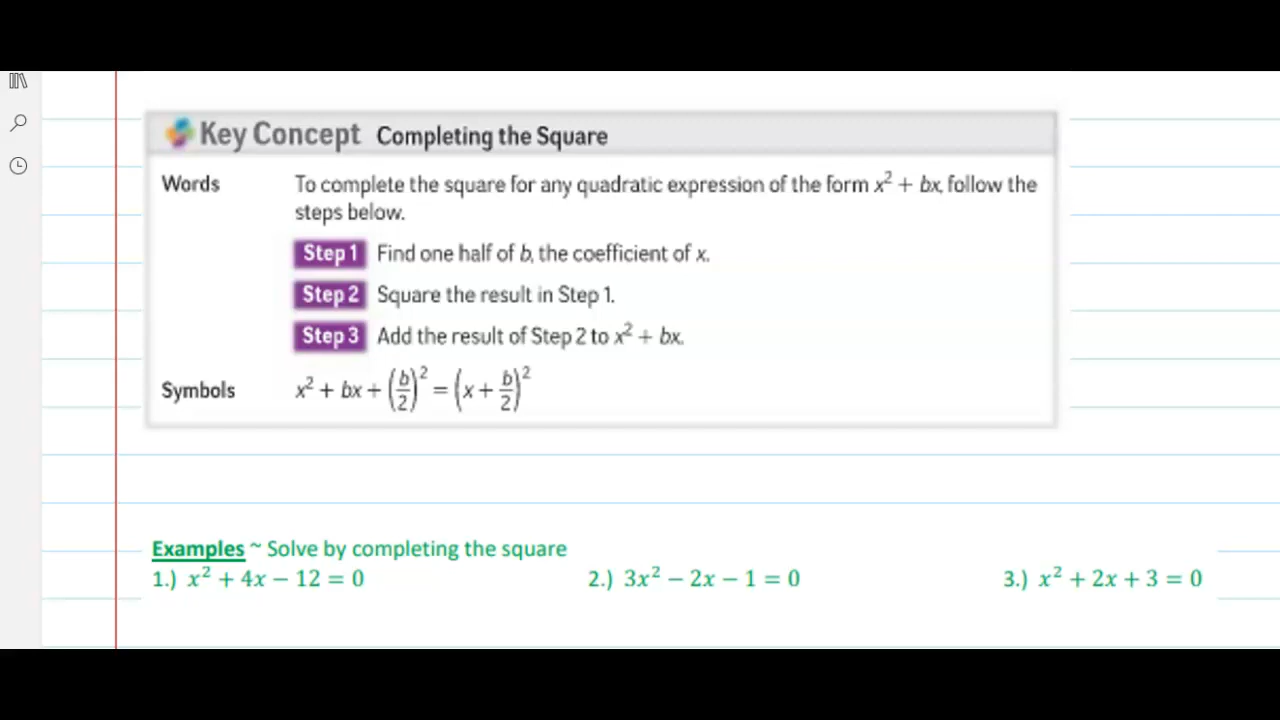 Key Concept Completing the Square
Words To complete the square for any quadratic expression of the form x² + bx, follow the
steps below.
Step 1 Find one half of b, the coefficient of x.
Step 2 Square the result in Step 1.
Step 3 Add the result of Step 2 to x² + bx.
Symbols x² + bx + (b/2)² = (x + b/2)²
Examples ~ Solve by completing the square
1.) x² + 4x − 12 = 0 2.) 3x² − 2x − 1 = 0 3.) x² + 2x + 3 = 0